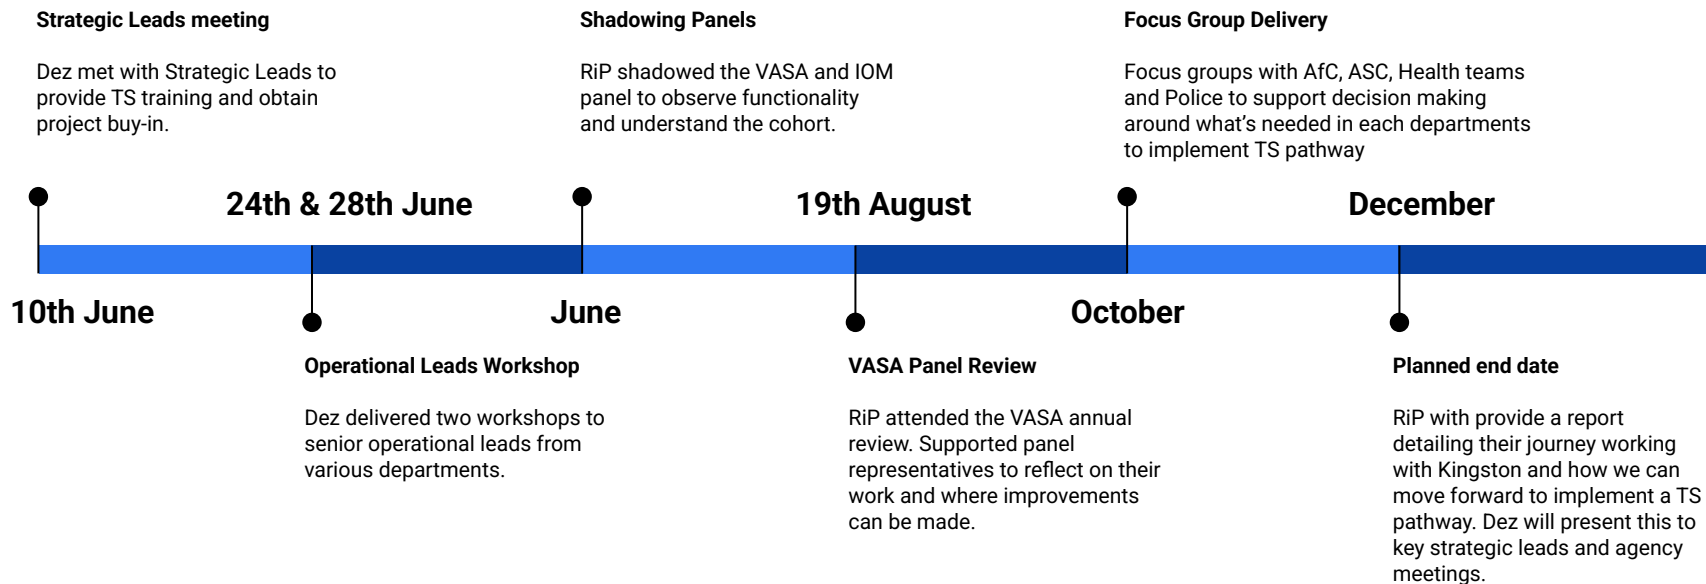 Strategic Leads meeting
Dez met with Strategic Leads to
provide TS training and obtain
project buy-in.
Shadowing Panels
RiP shadowed the VASA and IOM
panel to observe functionality
and understand the cohort.
Focus Group Delivery
Focus groups with AfC, ASC, Health teams
and Police to support decision making
around what’s needed in each departments
to implement TS pathway
24th & 28th June
19th August
December
10th June
June
October
Operational Leads Workshop
Dez delivered two workshops to
senior operational leads from
various departments.
VASA Panel Review
RiP attended the VASA annual
review. Supported panel
representatives to reflect on their
work and where improvements
can be made.
Planned end date
RiP with provide a report
detailing their journey working
with Kingston and how we can
move forward to implement a TS
pathway. Dez will present this to
key strategic leads and agency
meetings.